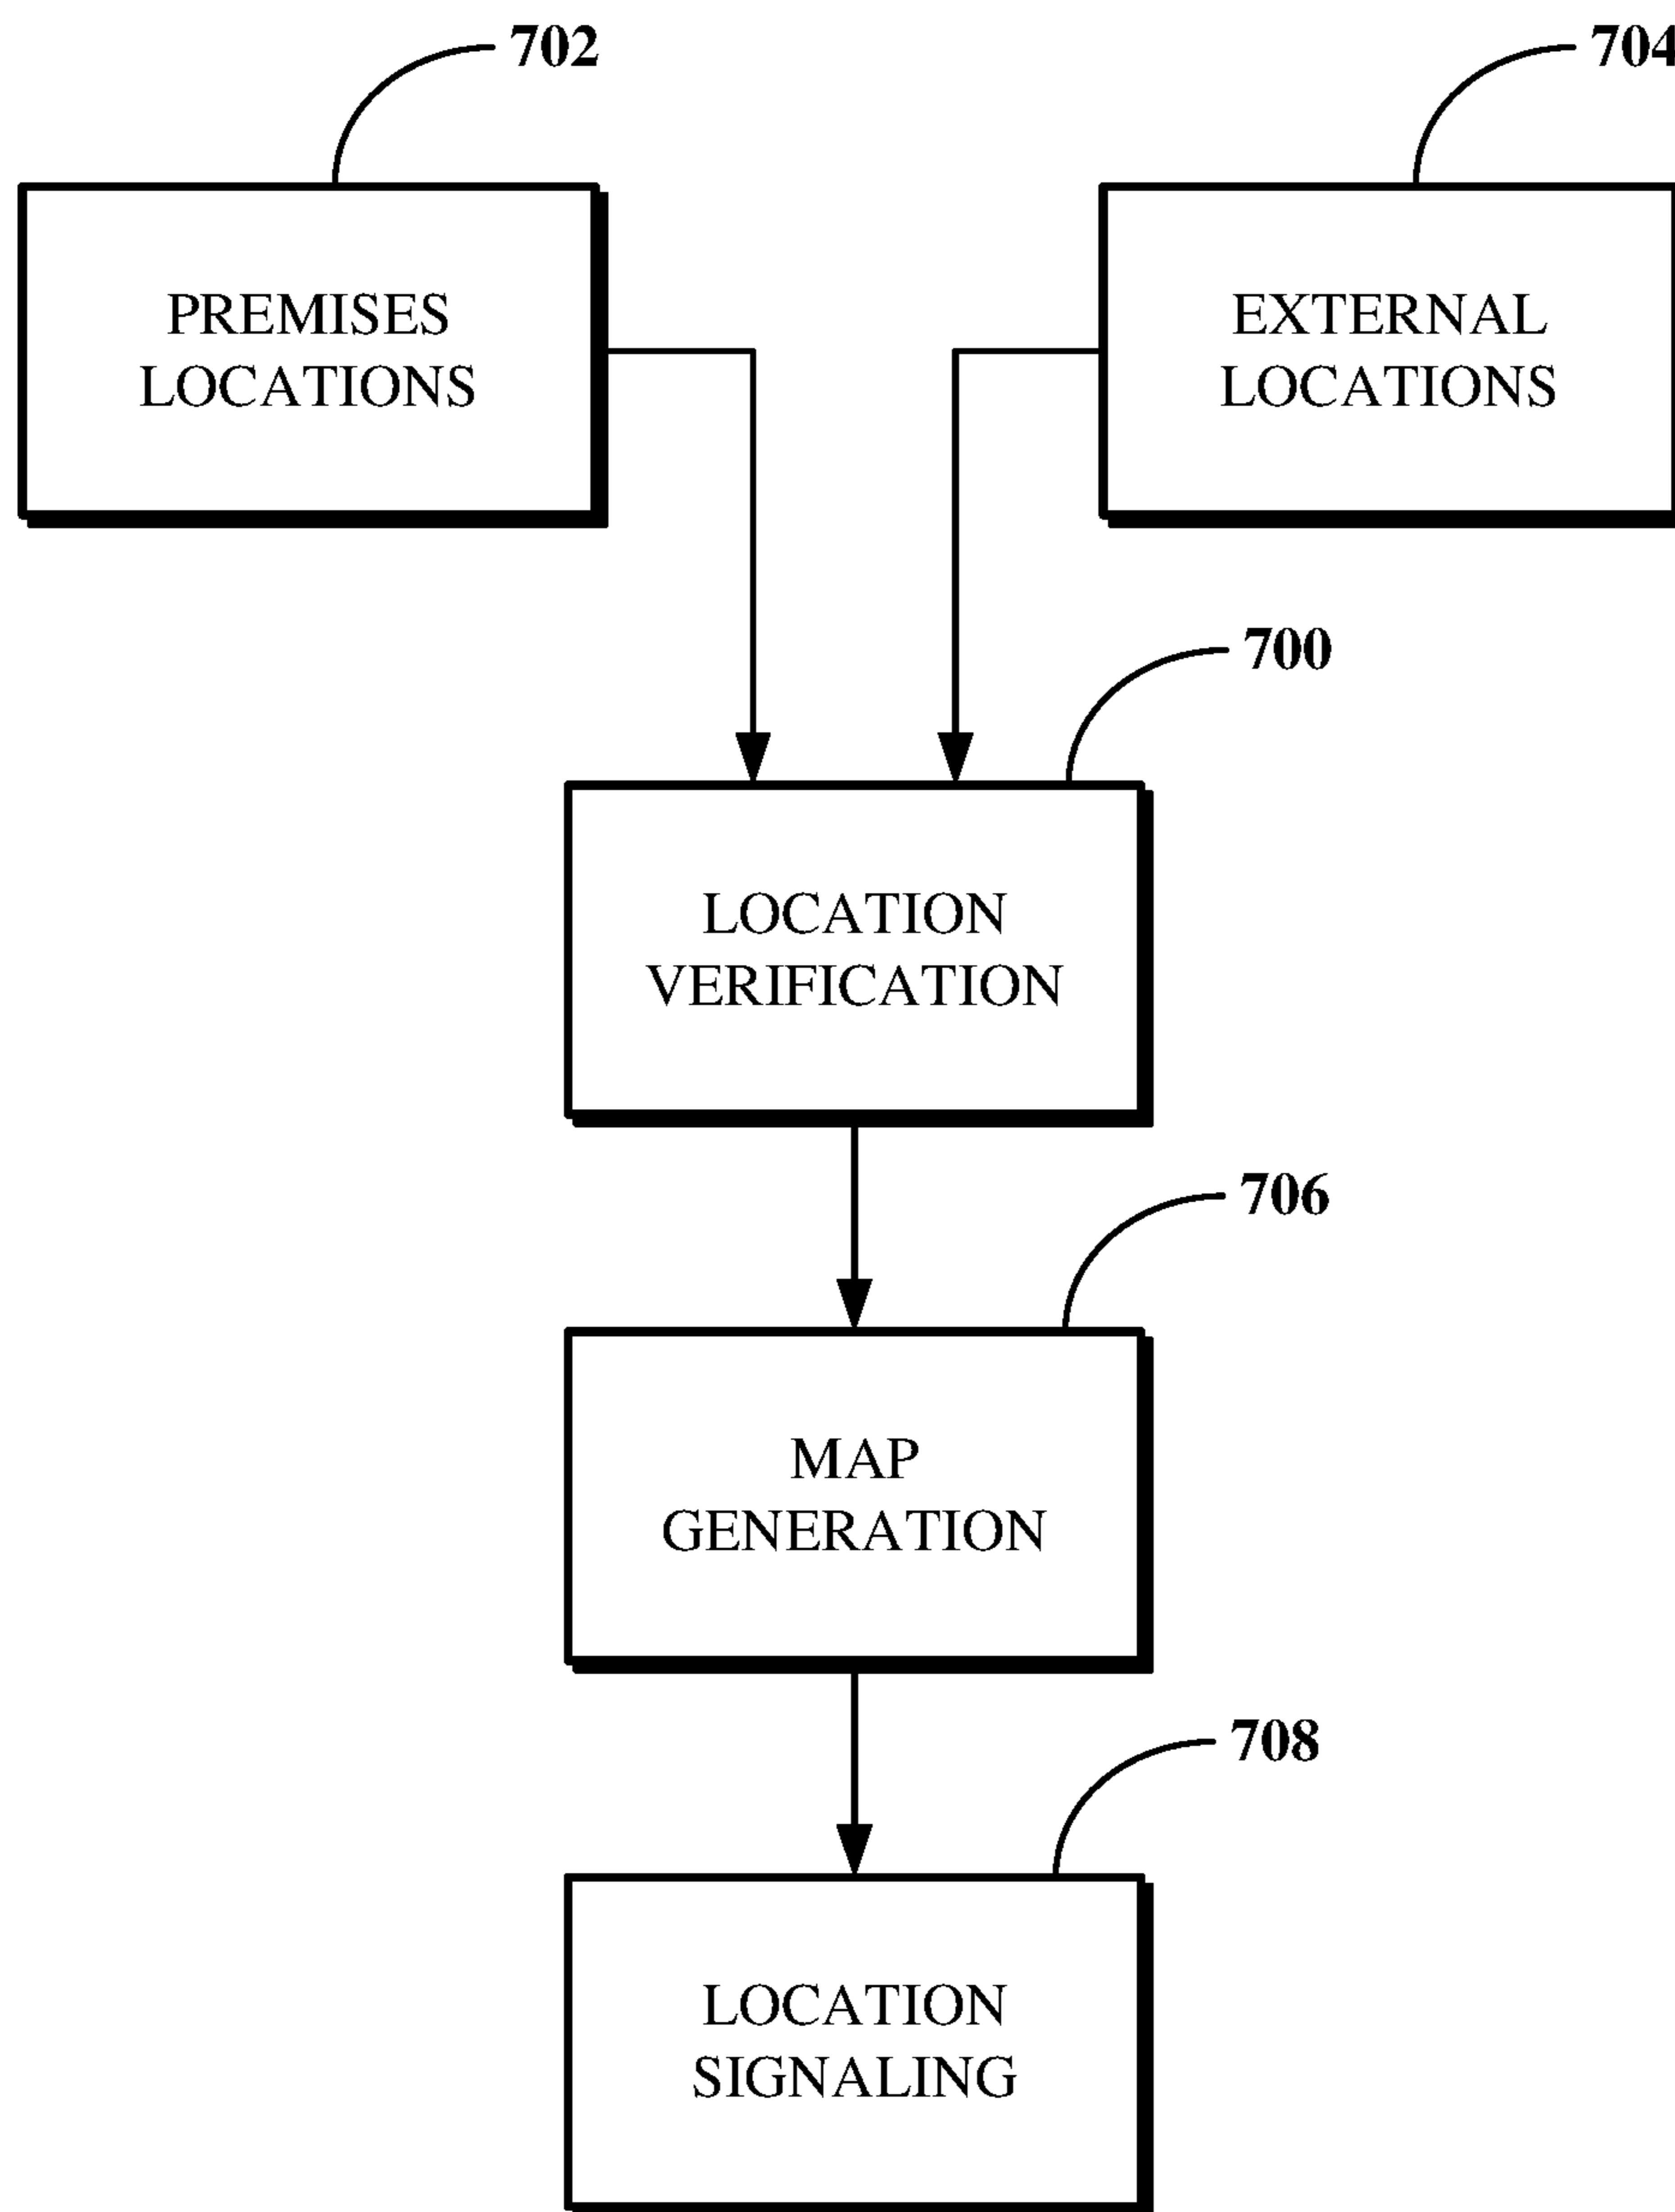 702
704
PREMISES
LOCATIONS
EXTERNAL
LOCATIONS
700
LOCATION
VERIFICATION
706
MAP
GENERATION
708
LOCATION
SIGNALING